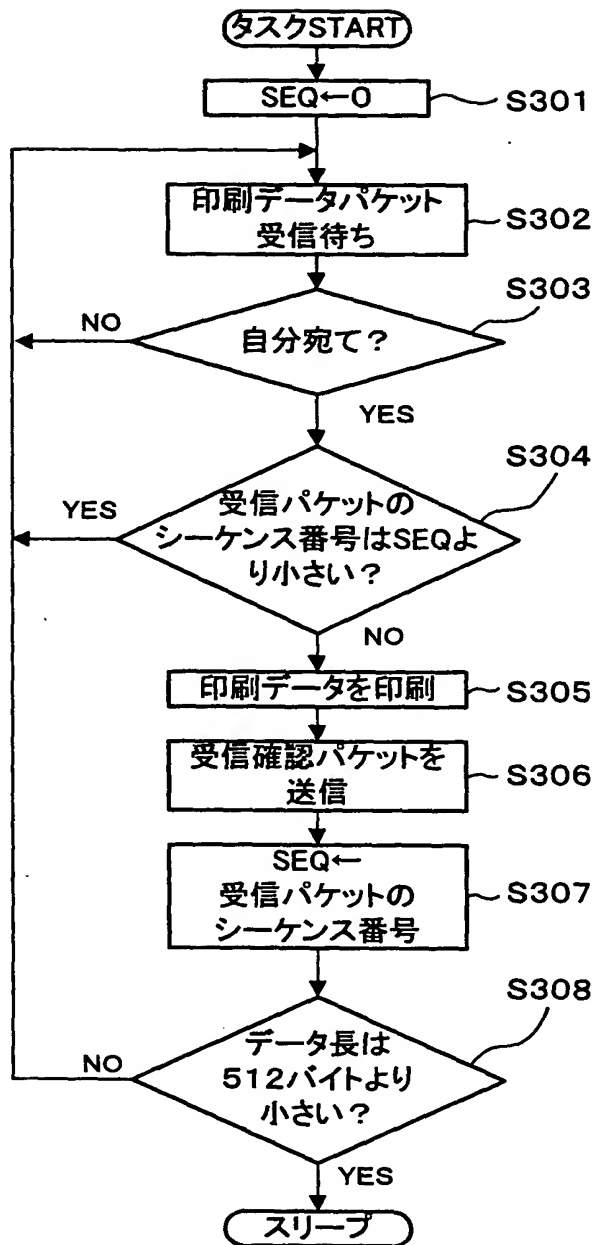 タスクSTART
SEQ←0
S301
印刷データパケット
受信待ち
S302
S303
NO
自分宛て?
YES
S304
YES
受信パケットの
シーケンス番号はSEQよ
り小さい?
NO
印刷データを印刷
S305
受信確認パケットを
送信
S306
SEQ←
受信パケットの
シーケンス番号
S307
S308
NO
データ長は
512バイトより
小さい?
YES
スリープ